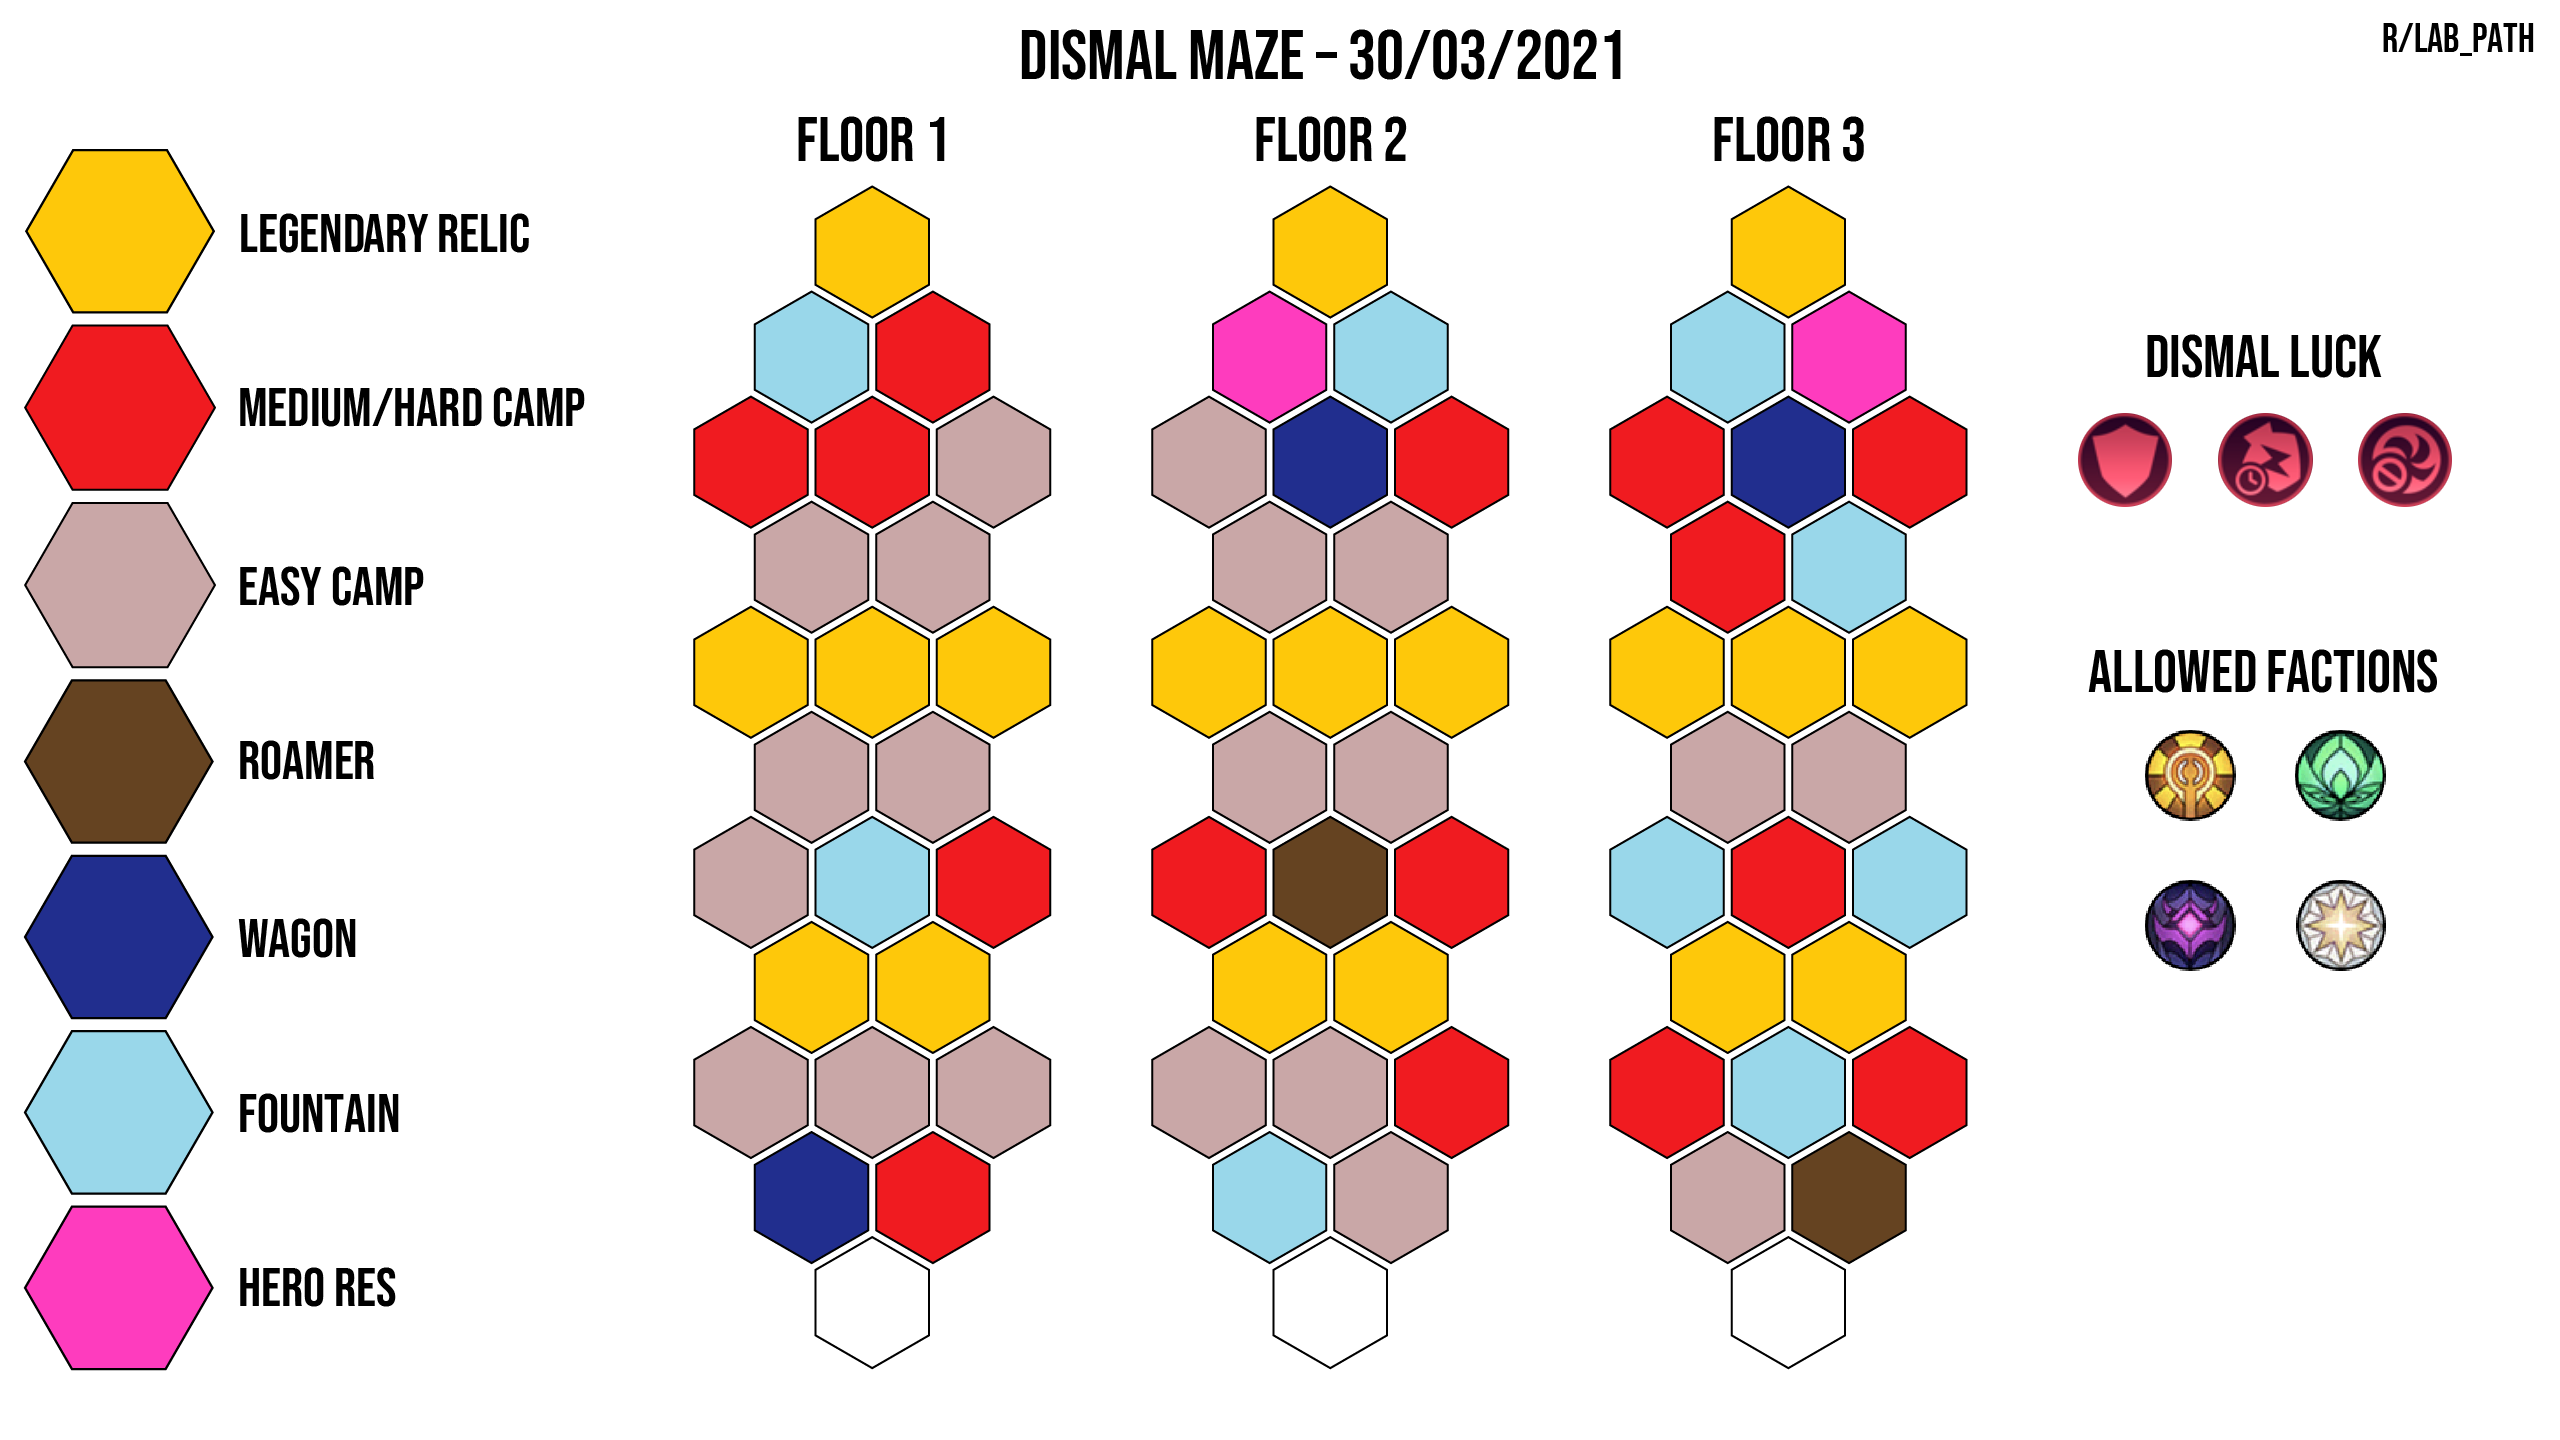 DISMAL MAZE – 30/03/2021
R/LAB_PATH
FLOOR 1
FLOOR 2
FLOOR 3
LEGENDARY RELIC
MEDIUM/HARD CAMP
EASY CAMP
ROAMER
WAGON
FOUNTAIN
HERO RES
DISMAL LUCK
ALLOWED FACTIONS